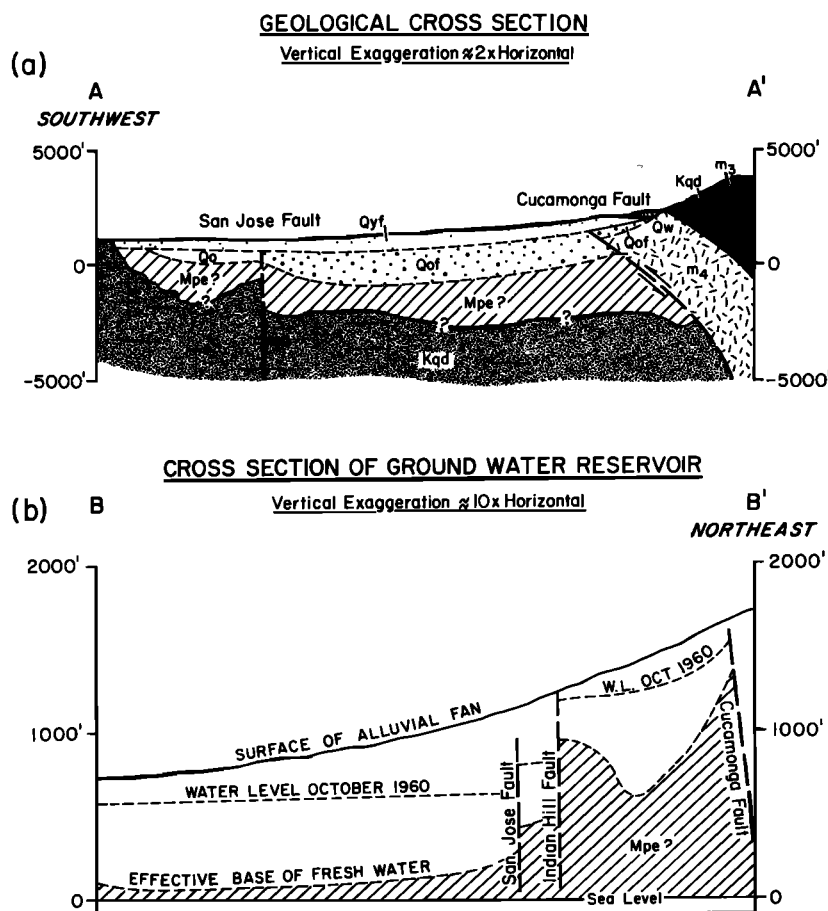 GEOLOGICAL CROSS SECTION
Vertical Exaggeration ≈2x Horizontal
(a)
A
A'
SOUTHWEST
5000'
5000'
m3
Kqd
Cucamonga Fault
San Jose Fault
Qyf
Qw
Qof
Qo
Qof
0
0
m4
Mpe?
Mpe?
?
?
?
Kqd
-5000'
-5000'
CROSS SECTION OF GROUND WATER RESERVOIR
(b)
B
Vertical Exaggeration ≈10x Horizontal
B'
NORTHEAST
2000'
2000'
W.L. OCT 1960
SURFACE OF ALLUVIAL FAN
1000'
1000'
WATER LEVEL OCTOBER 1960
San Jose Fault
Indian Hill Fault
Cucamonga Fault
Mpe?
EFFECTIVE BASE OF FRESH WATER
0
Sea Level
0